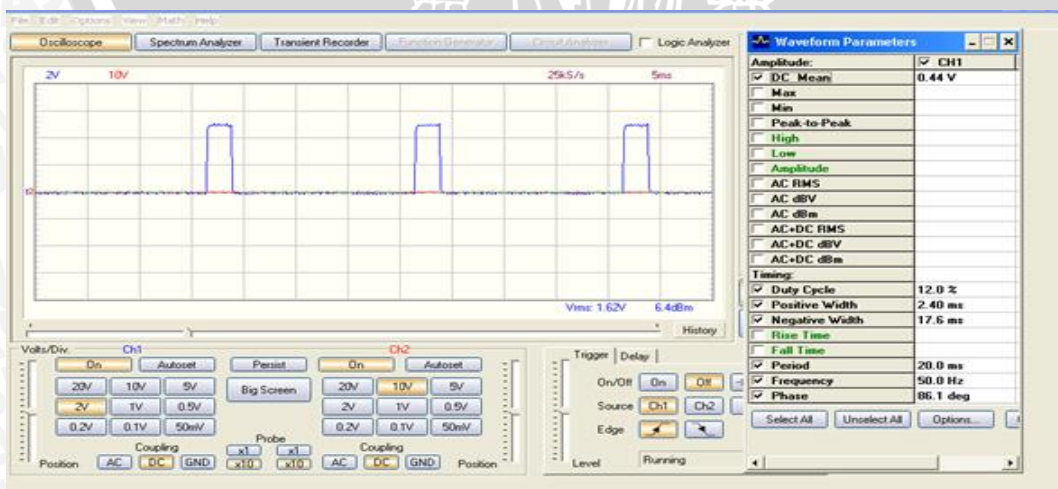 File Edit Options View Math Help
Oscilloscope Spectrum Analyzer Transient Recorder Function Generator Circuit Analyzer Logic Analyzer
2V 10V 25kS/s 5ms
Vrms: 1.62V 6.4dBm
History
Volts/Div. Ch1 Ch2
On Autoset Persist On Autoset
20V 10V 5V Big Screen 20V 10V 5V
2V 1V 0.5V 2V 1V 0.5V
0.2V 0.1V 50mV 0.2V 0.1V 50mV
Coupling Probe Coupling
x1 x1
Position AC DC GND x10 x10 AC DC GND Position
Trigger Delay
On/Off On Off
Source Ch1 Ch2
Edge
Level Running
Waveform Parameters
Amplitude: CH1
DC Mean 0.44 V
Max
Min
Peak-to-Peak
High
Low
Amplitude
AC RMS
AC dBV
AC dBm
AC+DC RMS
AC+DC dBV
AC+DC dBm
Timing:
Duty Cycle 12.0 %
Positive Width 2.40 ms
Negative Width 17.6 ms
Rise Time
Fall Time
Period 20.0 ms
Frequency 50.0 Hz
Phase 86.1 deg
Select All Unselect All Options...